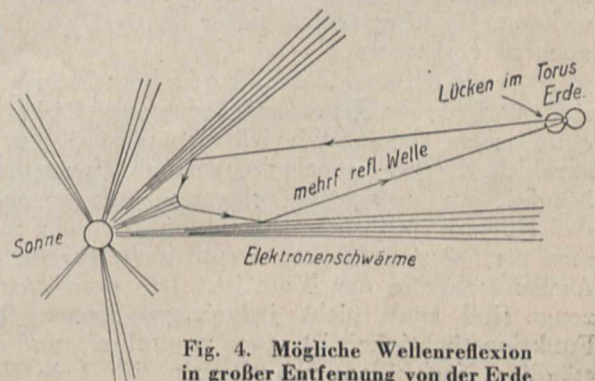 Lücken im Torus
Erde.
mehrf refl. Welle
Sonne
Elektronenschwärme
Fig. 4. Mögliche Wellenreflexion
in großer Entfernung von der Erde